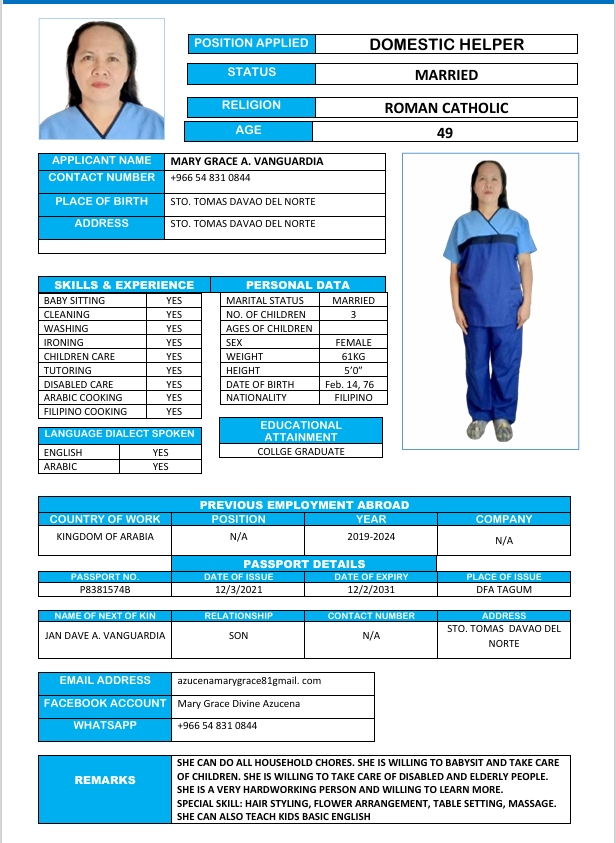 POSITION APPLIED DOMESTIC HELPER
STATUS MARRIED
RELIGION ROMAN CATHOLIC
AGE 49
APPLICANT NAME MARY GRACE A. VANGUARDIA
CONTACT NUMBER +966 54 831 0844
PLACE OF BIRTH STO. TOMAS DAVAO DEL NORTE
ADDRESS STO. TOMAS DAVAO DEL NORTE
SKILLS & EXPERIENCE
BABY SITTING YES
CLEANING YES
WASHING YES
IRONING YES
CHILDREN CARE YES
TUTORING YES
DISABLED CARE YES
ARABIC COOKING YES
FILIPINO COOKING YES
LANGUAGE DIALECT SPOKEN
ENGLISH YES
ARABIC YES
PERSONAL DATA
MARITAL STATUS MARRIED
NO. OF CHILDREN 3
AGES OF CHILDREN
SEX FEMALE
WEIGHT 61KG
HEIGHT 5’0”
DATE OF BIRTH Feb. 14, 76
NATIONALITY FILIPINO
EDUCATIONAL
ATTAINMENT
COLLGE GRADUATE
PREVIOUS EMPLOYMENT ABROAD
COUNTRY OF WORK POSITION YEAR COMPANY
KINGDOM OF ARABIA N/A 2019-2024 N/A
PASSPORT DETAILS
PASSPORT NO. DATE OF ISSUE DATE OF EXPIRY PLACE OF ISSUE
P8381574B 12/3/2021 12/2/2031 DFA TAGUM
NAME OF NEXT OF KIN RELATIONSHIP CONTACT NUMBER ADDRESS
JAN DAVE A. VANGUARDIA SON N/A STO. TOMAS DAVAO DEL
NORTE
EMAIL ADDRESS azucenamarygrace81gmail. com
FACEBOOK ACCOUNT Mary Grace Divine Azucena
WHATSAPP +966 54 831 0844
REMARKS
SHE CAN DO ALL HOUSEHOLD CHORES. SHE IS WILLING TO BABYSIT AND TAKE CARE
OF CHILDREN. SHE IS WILLING TO TAKE CARE OF DISABLED AND ELDERLY PEOPLE.
SHE IS A VERY HARDWORKING PERSON AND WILLING TO LEARN MORE.
SPECIAL SKILL: HAIR STYLING, FLOWER ARRANGEMENT, TABLE SETTING, MASSAGE.
SHE CAN ALSO TEACH KIDS BASIC ENGLISH